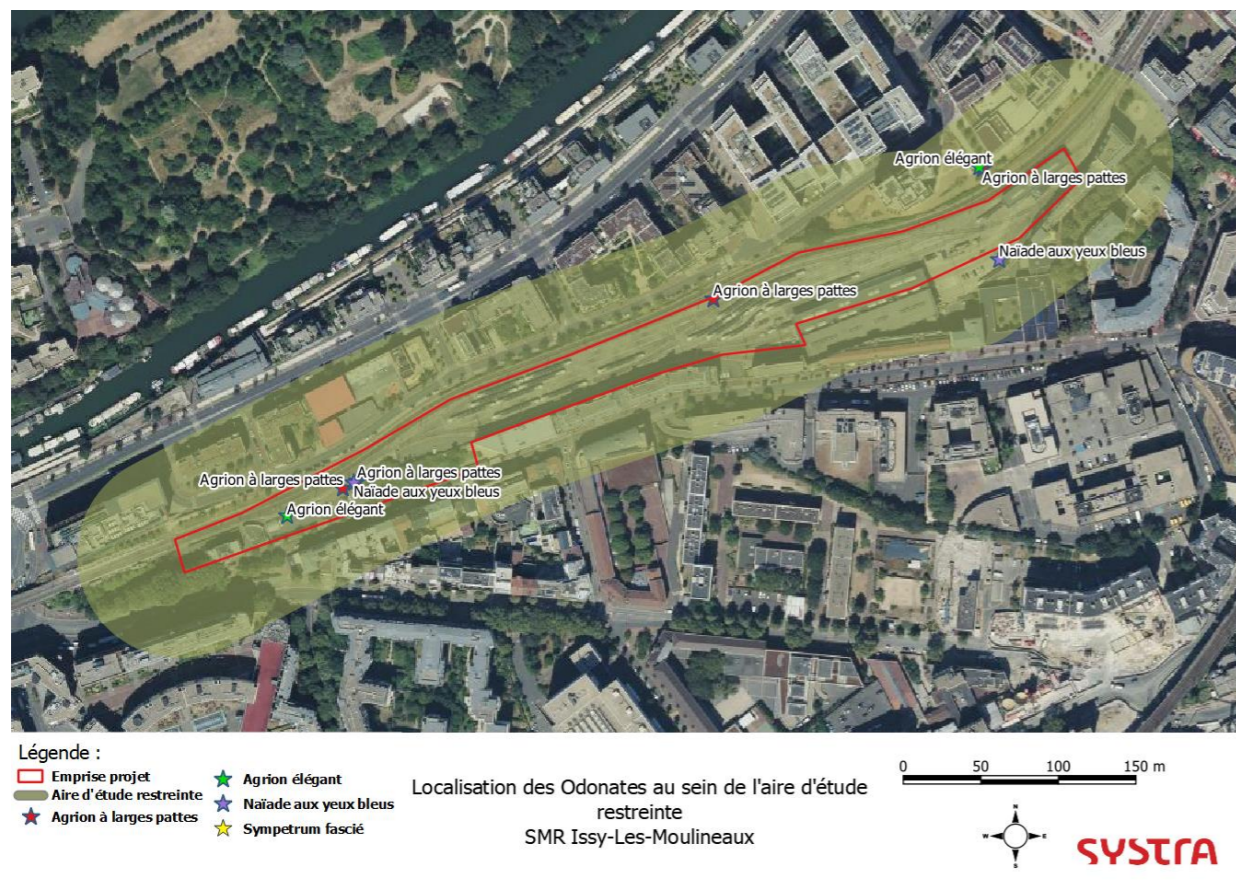 Agrion élégant
Agrion à larges pattes
Naïade aux yeux bleus
Agrion à larges pattes
Agrion à larges pattes
Agrion à larges pattes
Naïade aux yeux bleus
Agrion élégant
Légende :
Emprise projet
Aire d'étude restreinte
Agrion à larges pattes
Agrion élégant
Naïade aux yeux bleus
Sympetrum fascié
Localisation des Odonates au sein de l'aire d'étude
restreinte
SMR Issy-Les-Moulineaux
0 50 100 150 m
N
W E
S
SYSTRA